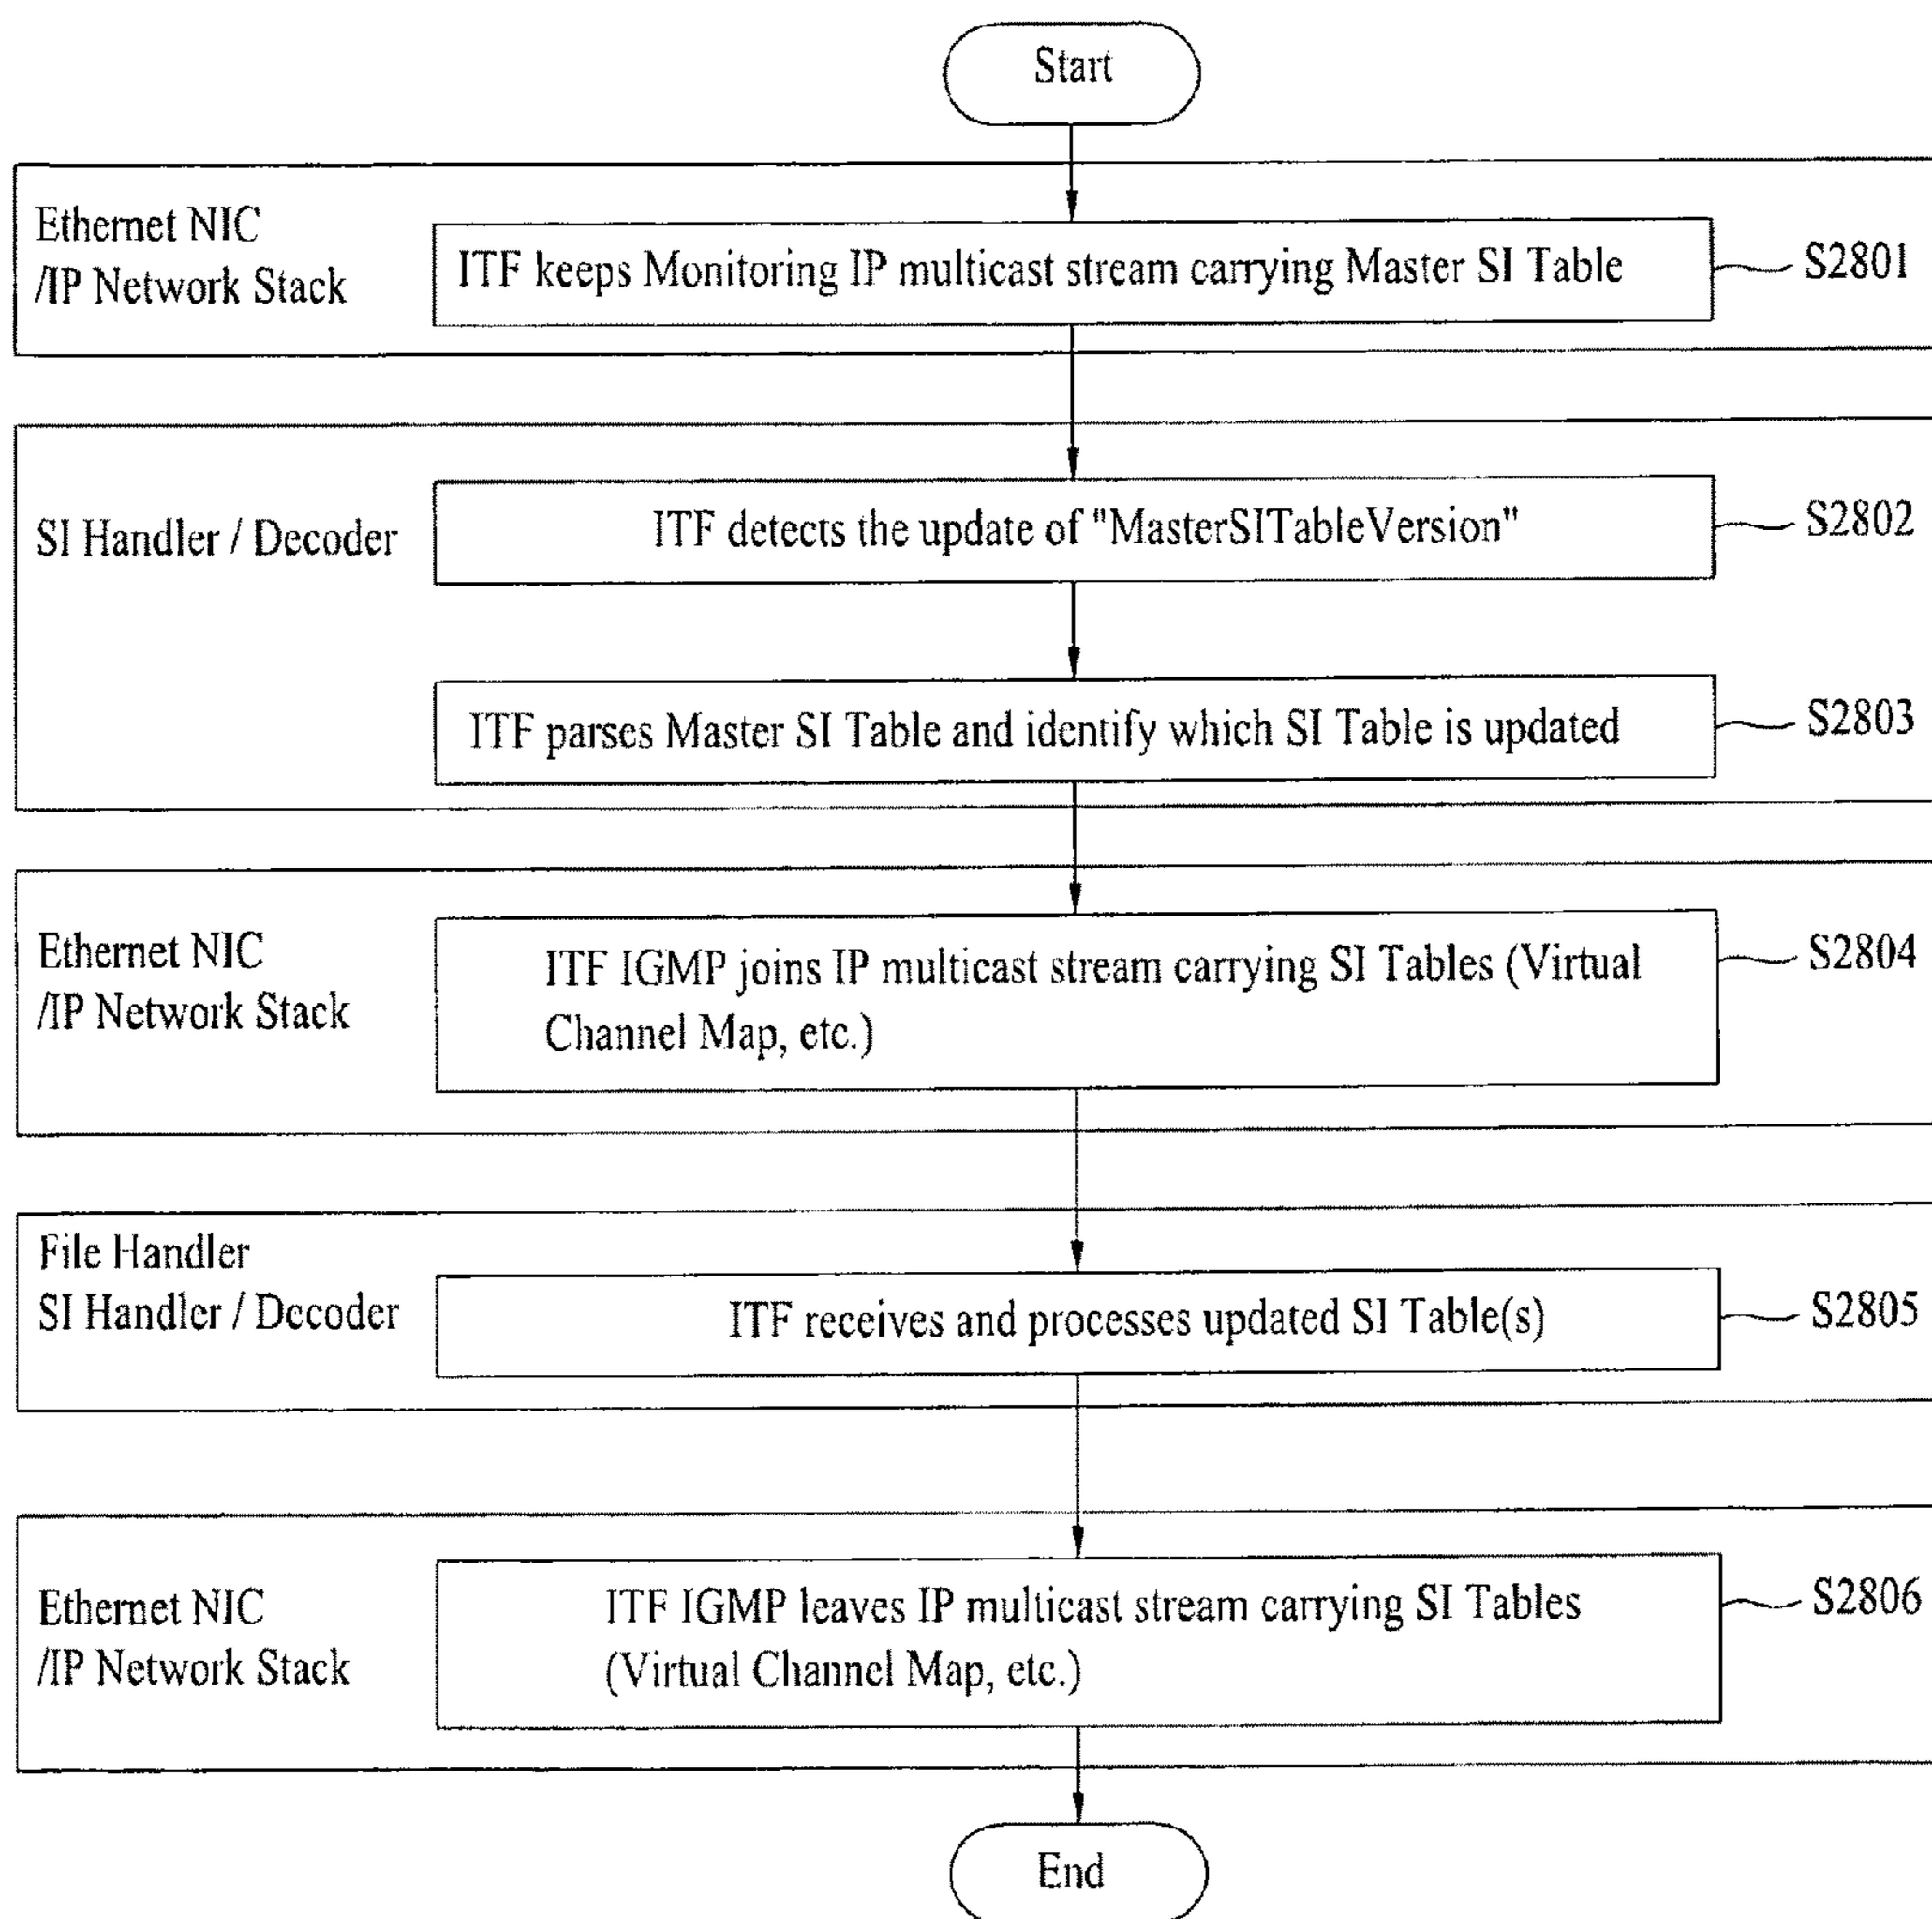 Start
Ethernet NIC
/IP Network Stack
ITF keeps Monitoring IP multicast stream carrying Master SI Table
S2801
SI Handler / Decoder
ITF detects the update of "MasterSITableVersion"
S2802
ITF parses Master SI Table and identify which SI Table is updated
S2803
Ethernet NIC
/IP Network Stack
ITF IGMP joins IP multicast stream carrying SI Tables (Virtual
Channel Map, etc.)
S2804
File Handler
SI Handler / Decoder
ITF receives and processes updated SI Table(s)
S2805
Ethernet NIC
/IP Network Stack
ITF IGMP leaves IP multicast stream carrying SI Tables
(Virtual Channel Map, etc.)
S2806
End